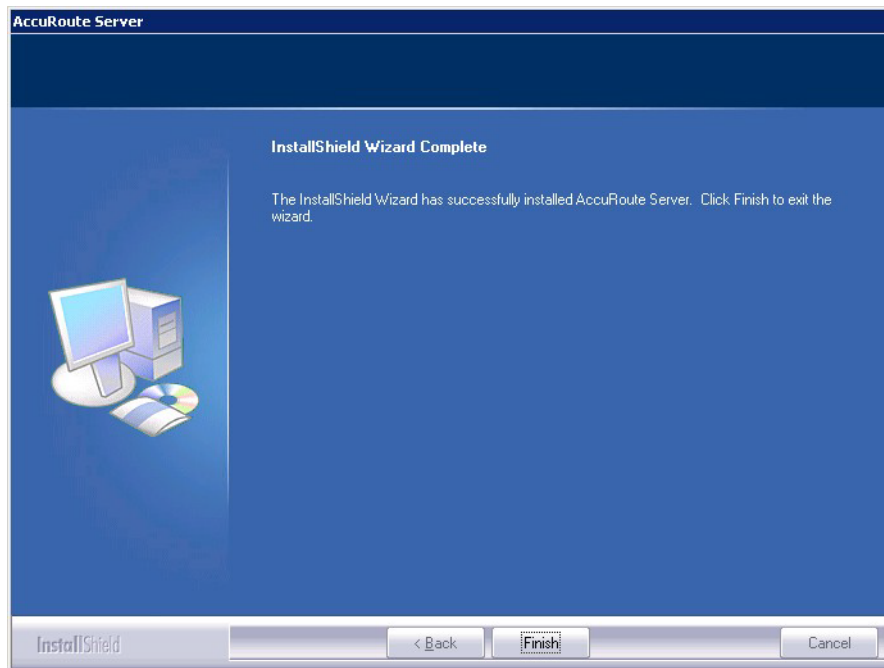 AccuRoute Server
InstallShield Wizard Complete
The InstallShield Wizard has successfully installed AccuRoute Server. Click Finish to exit the
wizard.
InstallShield
< Back
Finish
Cancel